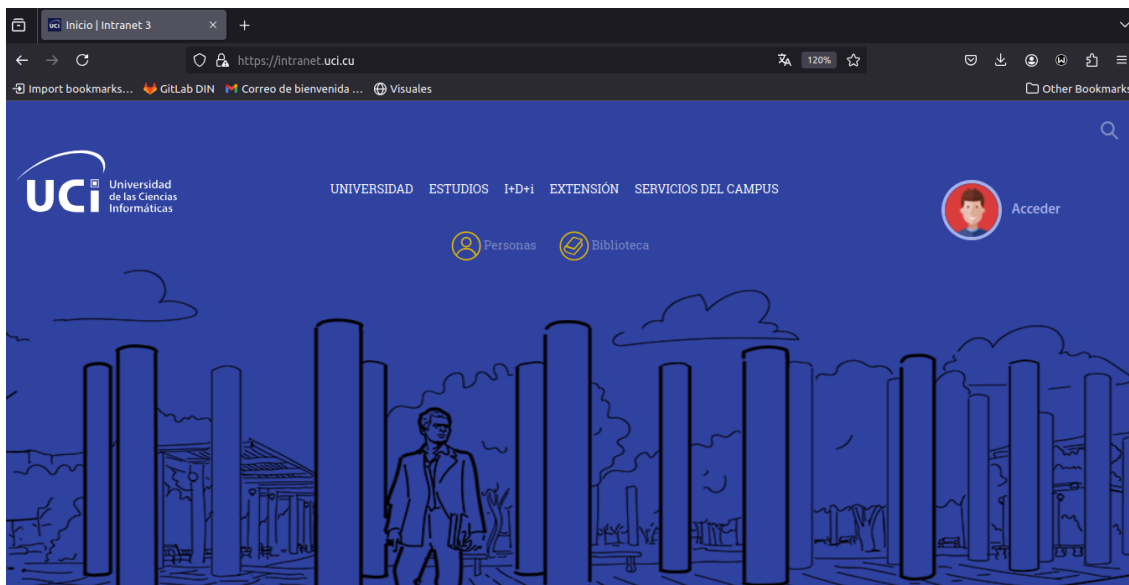 Inicio | Intranet 3
https://intranet.uci.cu
120%
Import bookmarks... GitLab DIN Correo de bienvenida ... Visuales
Other Bookmarks
UCi Universidad
de las Ciencias
Informáticas
UNIVERSIDAD ESTUDIOS I+D+i EXTENSIÓN SERVICIOS DEL CAMPUS
Acceder
Personas Biblioteca